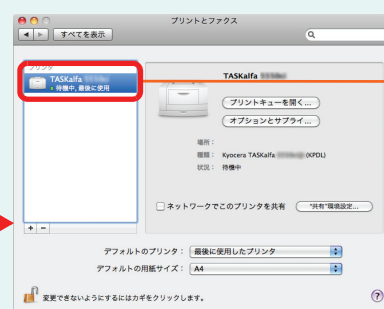 プリントとファクス
すべてを表示
プリンタ
TASKalfa
待機中, 最後に使用
TASKalfa
プリントキューを開く...
オプションとサプライ...
場所：
種類： Kyocera TASKalfa (KPDL)
状況： 待機中
ネットワークでこのプリンタを共有
"共有"環境設定...
+ −
デフォルトのプリンタ： 最後に使用したプリンタ
デフォルトの用紙サイズ： A4
変更できないようにするにはカギをクリックします。
?